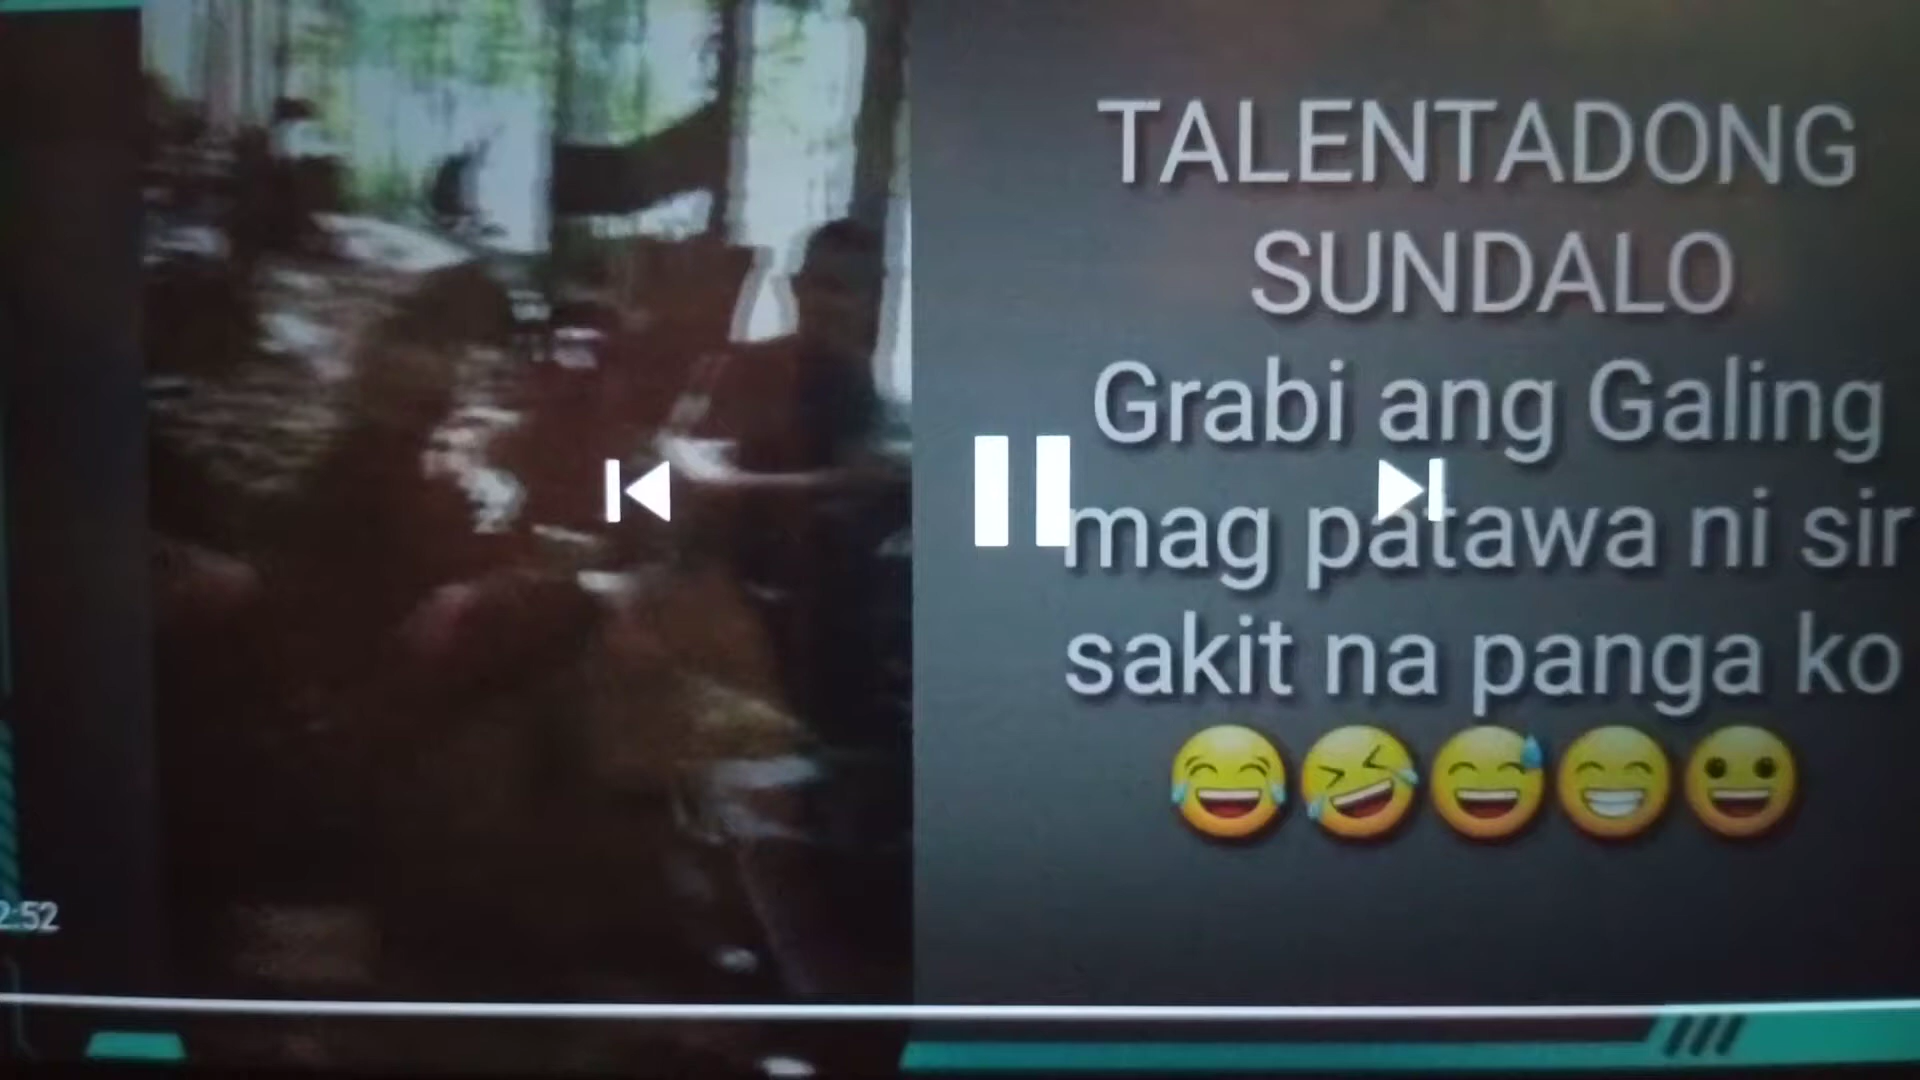 TALENTADONG
SUNDALO
Grabi ang Galing
mag patawa ni sir
sakit na panga ko
😂🤣😅😁😀
2:52